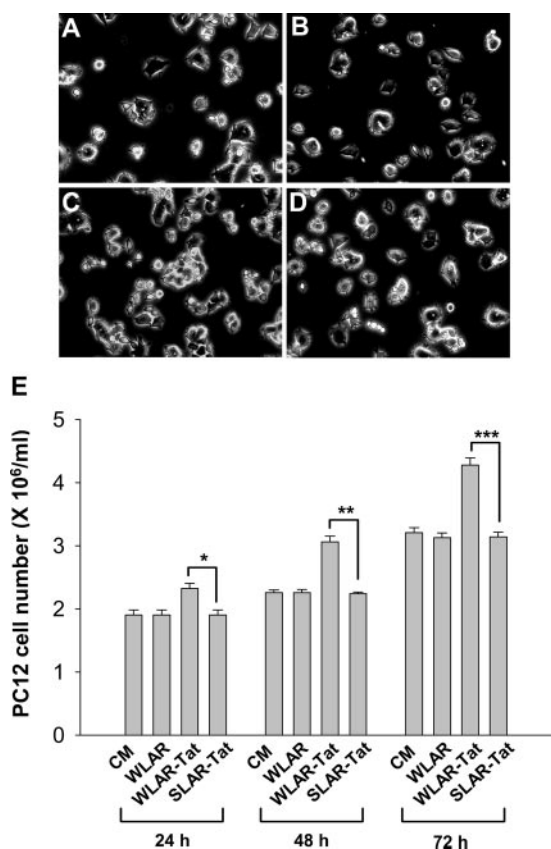 A
B
C
D
E
PC12 cell number (X 10⁶/ml)
5
4
3
2
1
0
*
**
***
CM
WLAR
WLAR-Tat
SLAR-Tat
CM
WLAR
WLAR-Tat
SLAR-Tat
CM
WLAR
WLAR-Tat
SLAR-Tat
24 h
48 h
72 h